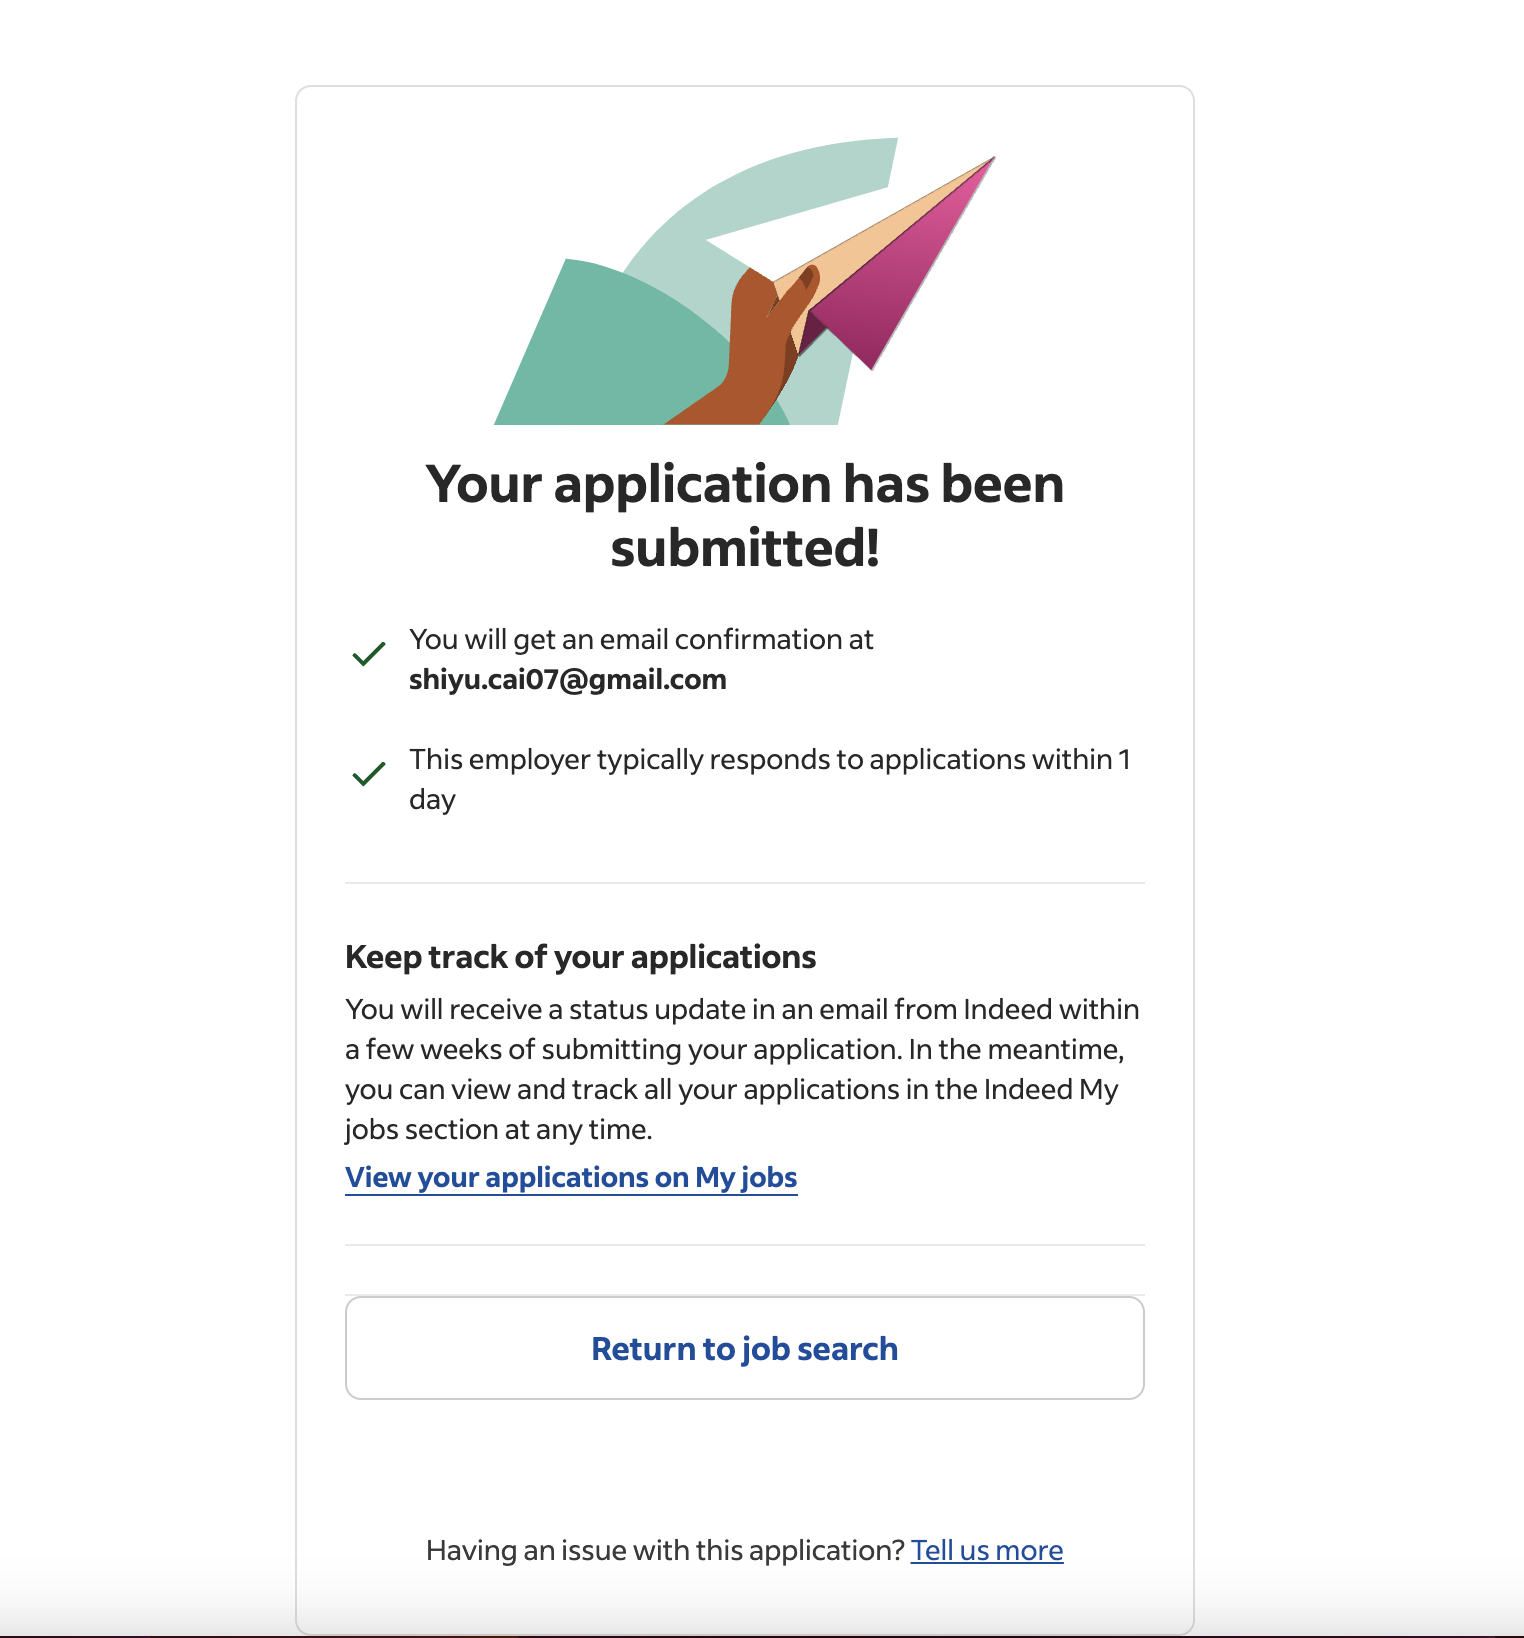 Your application has been
submitted!
You will get an email confirmation at
shiyu.cai07@gmail.com
This employer typically responds to applications within 1
day
Keep track of your applications
You will receive a status update in an email from Indeed within
a few weeks of submitting your application. In the meantime,
you can view and track all your applications in the Indeed My
jobs section at any time.
View your applications on My jobs
Return to job search
Having an issue with this application? Tell us more